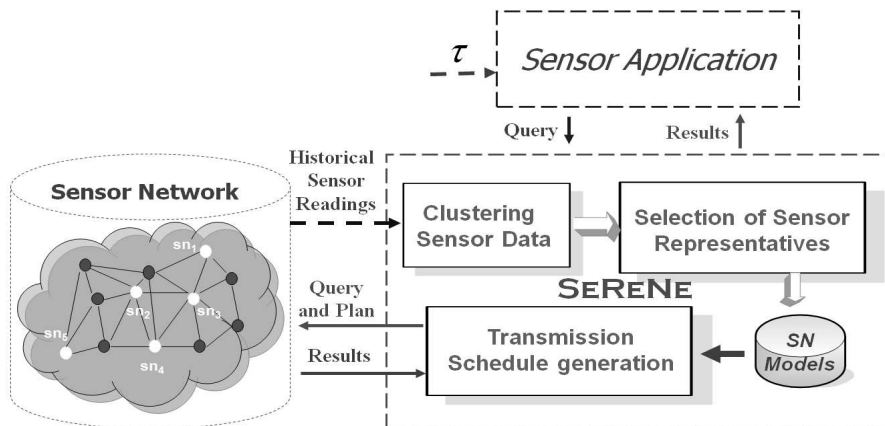 τ
Sensor Application
Query
Results
Historical
Sensor
Readings
Sensor Network
Clustering
Sensor Data
Selection of Sensor
Representatives
sn1
sn2
sn3
sn4
sn5
SERENE
Query
and Plan
Results
Transmission
Schedule generation
SN
Models